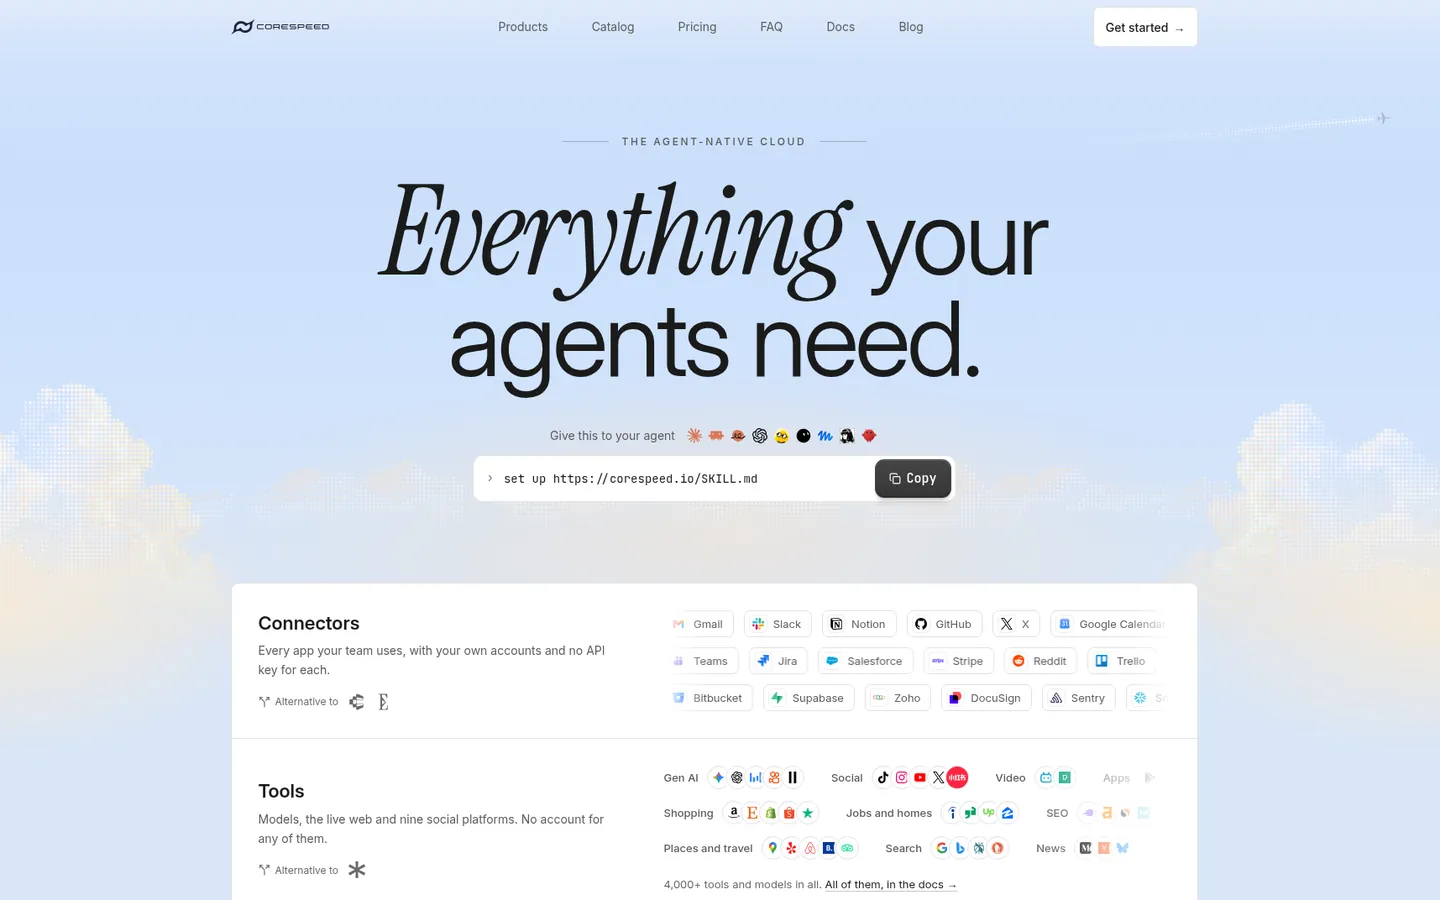 CORESPEED
Products Catalog Pricing FAQ Docs Blog
Get started →
THE AGENT-NATIVE CLOUD
Everything your
agents need.
Give this to your agent
› set up https://corespeed.io/SKILL.md
Copy
Connectors
Every app your team uses, with your own accounts and no API
key for each.
Alternative to
Gmail Slack Notion GitHub X Google Calendar
Teams Jira Salesforce Stripe Reddit Trello
Bitbucket Supabase Zoho DocuSign Sentry
Tools
Models, the live web and nine social platforms. No account for
any of them.
Alternative to
Gen AI Social Video Apps
Shopping Jobs and homes SEO
Places and travel Search News
4,000+ tools and models in all. All of them, in the docs →